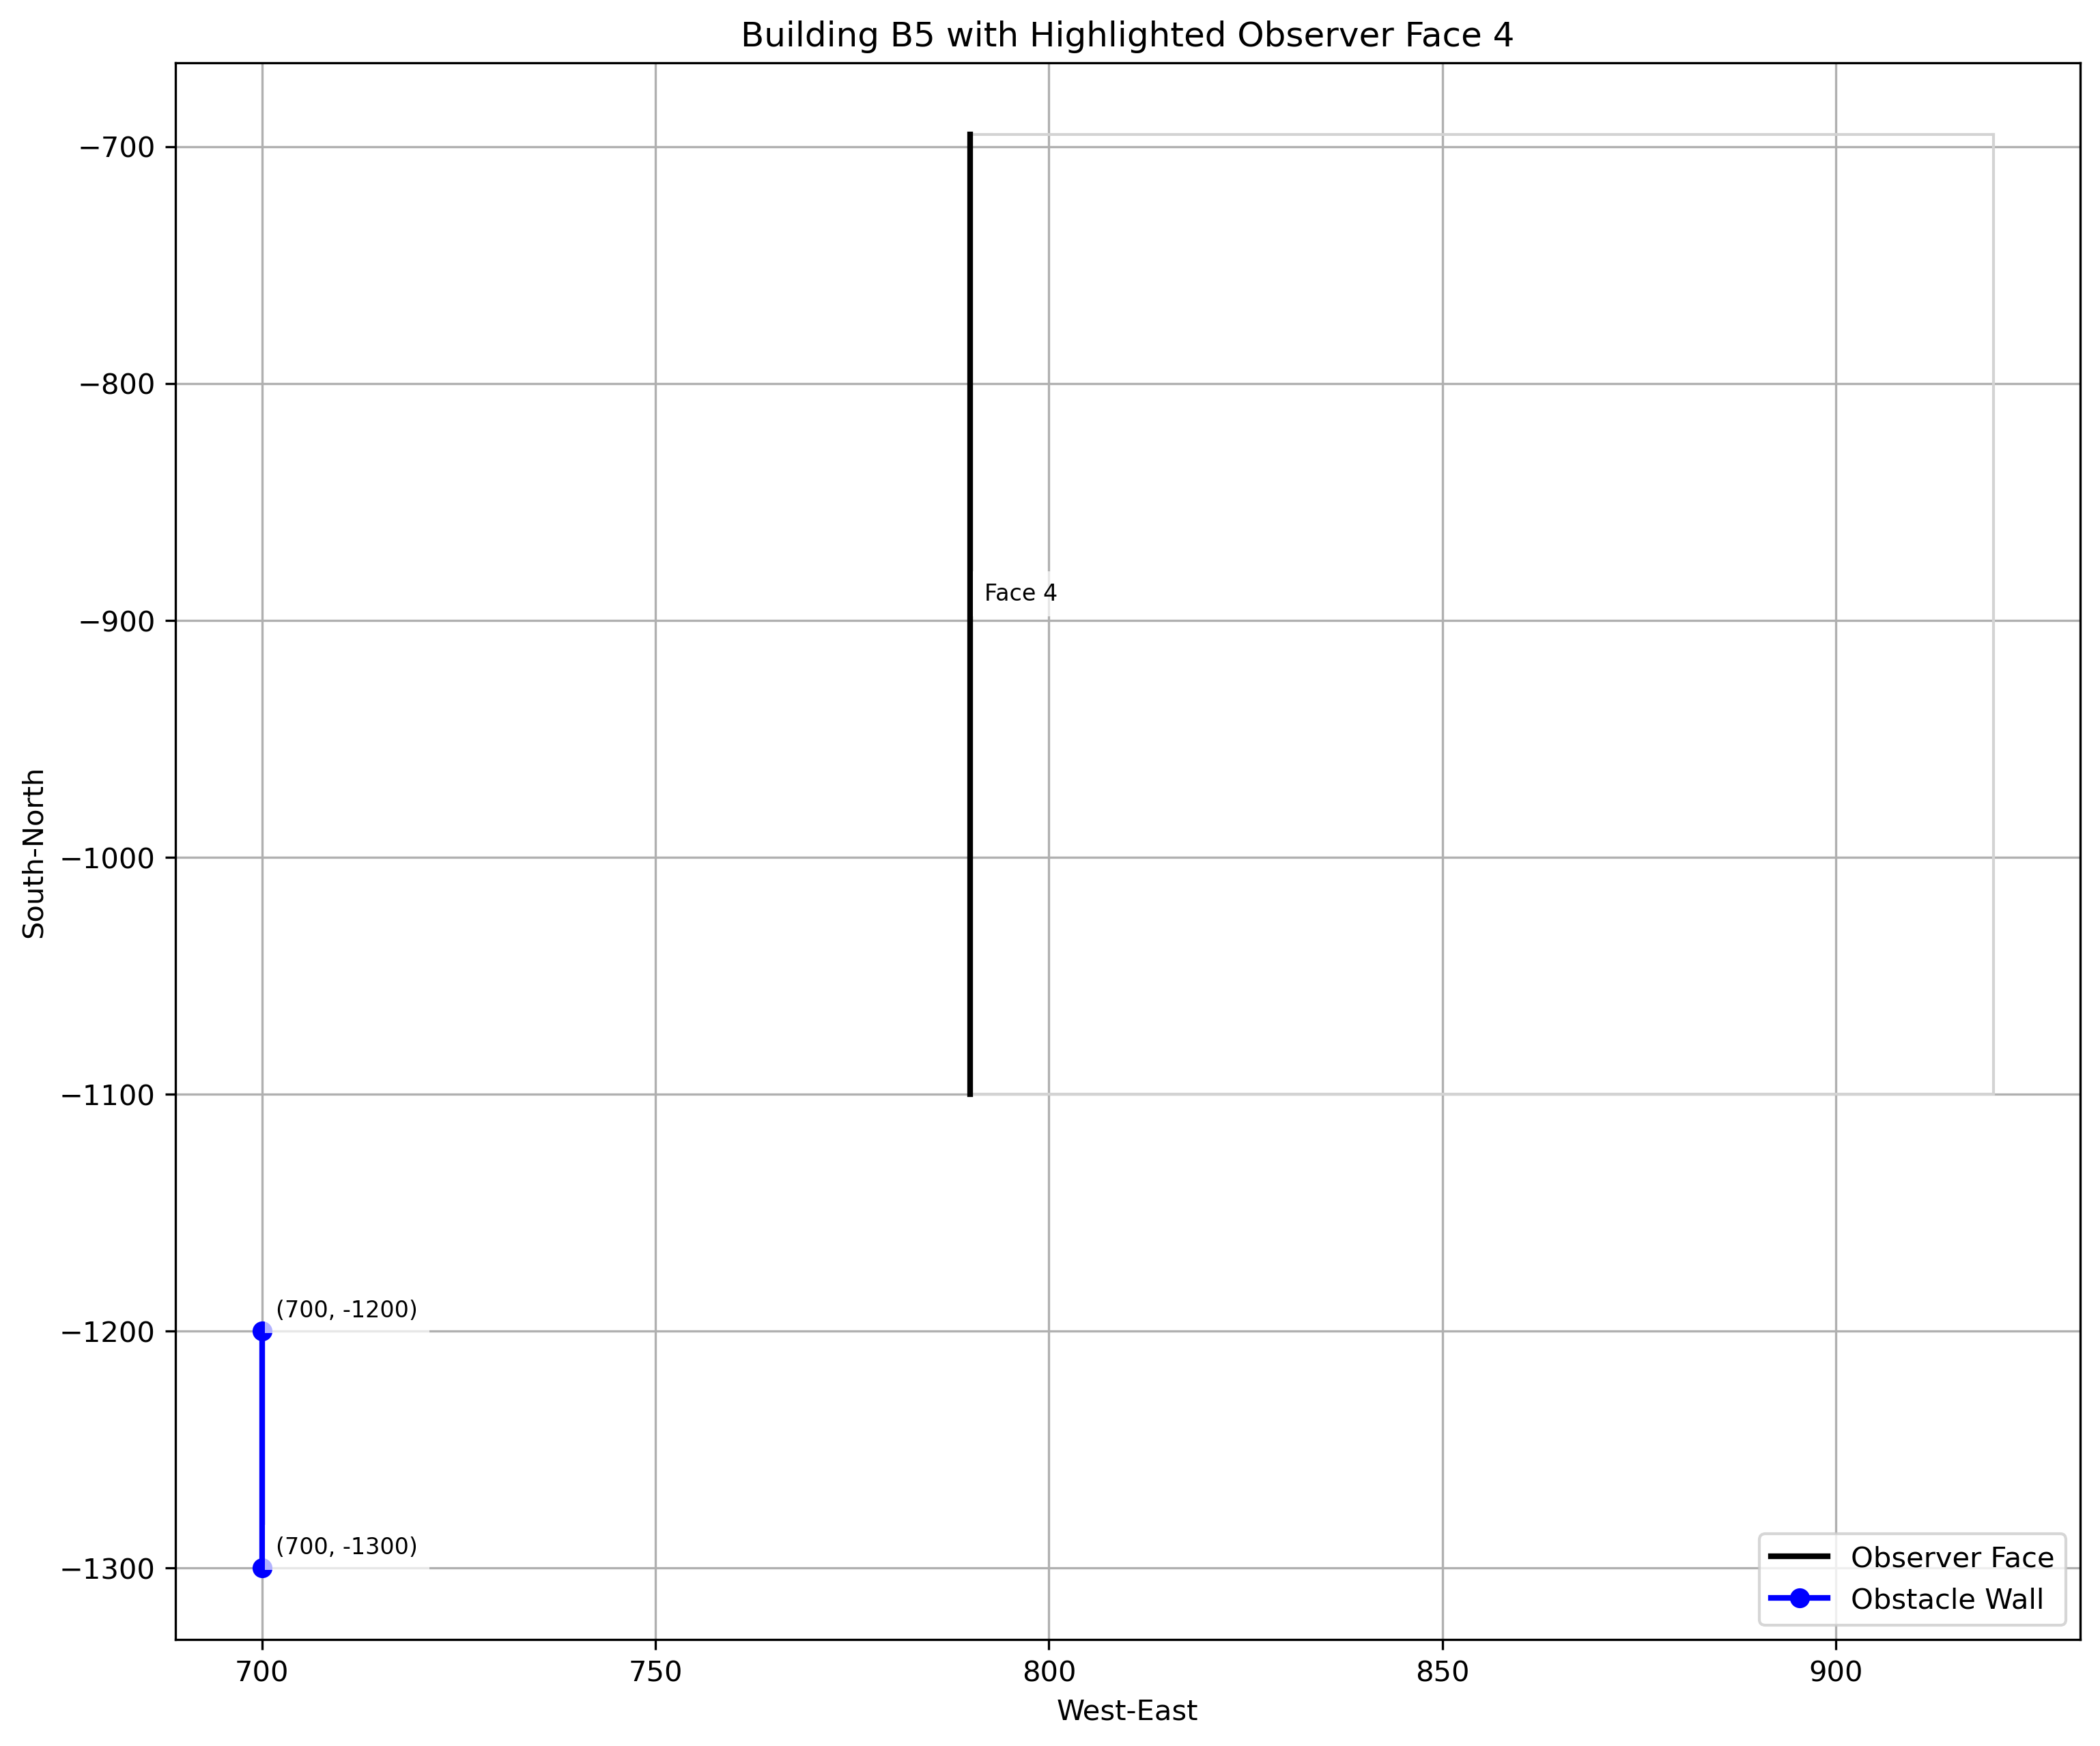 Building B5 with Highlighted Observer Face 4
South-North
−700
−800
−900
−1000
−1100
−1200
−1300
Face 4
(700, -1200)
(700, -1300)
Observer Face
Obstacle Wall
700
750
800
850
900
West-East